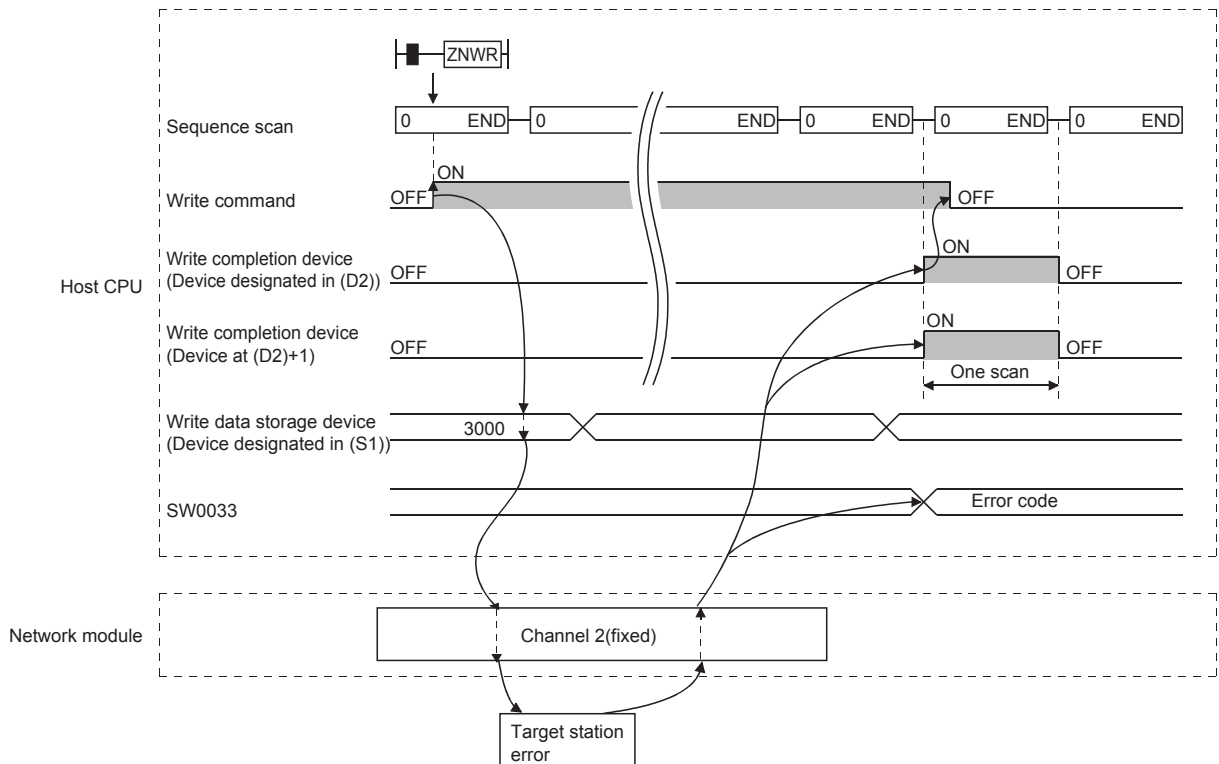 ZNWR
Sequence scan
0 END 0 END 0 END 0 END 0 END
ON
Write command
OFF
OFF
ON
Write completion device
(Device designated in (D2))
OFF
OFF
Host CPU
ON
Write completion device
(Device at (D2)+1)
OFF
OFF
One scan
Write data storage device
(Device designated in (S1))
3000
SW0033
Error code
Network module
Channel 2(fixed)
Target station
error